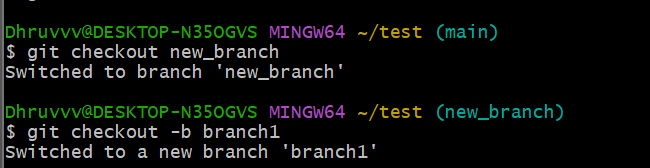 Dhruvvv@DESKTOP-N35OGVS MINGW64 ~/test (main)
$ git checkout new_branch
Switched to branch 'new_branch'
Dhruvvv@DESKTOP-N35OGVS MINGW64 ~/test (new_branch)
$ git checkout -b branch1
Switched to a new branch 'branch1'